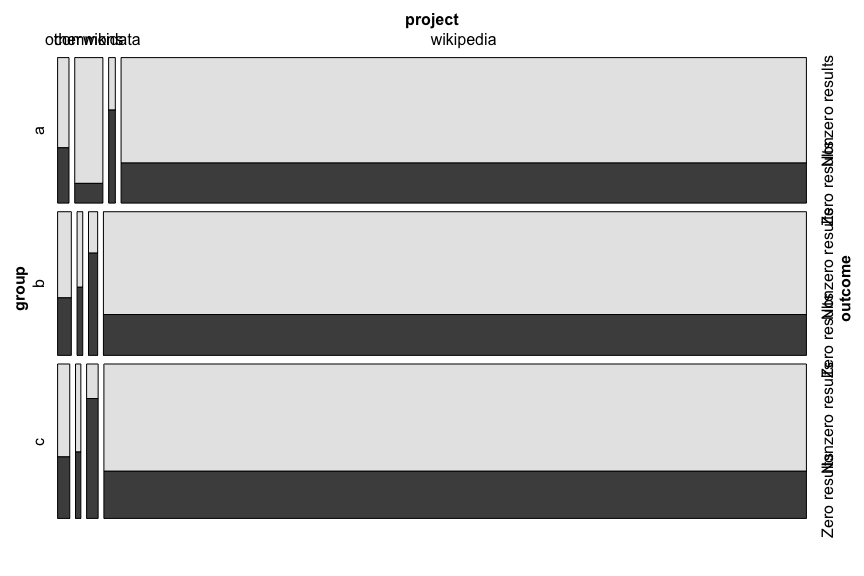 project
other commons wikidata wikipedia
group
a
b
c
Nonzero results
Zero results
Nonzero results
Zero results
Nonzero results
Zero results
outcome